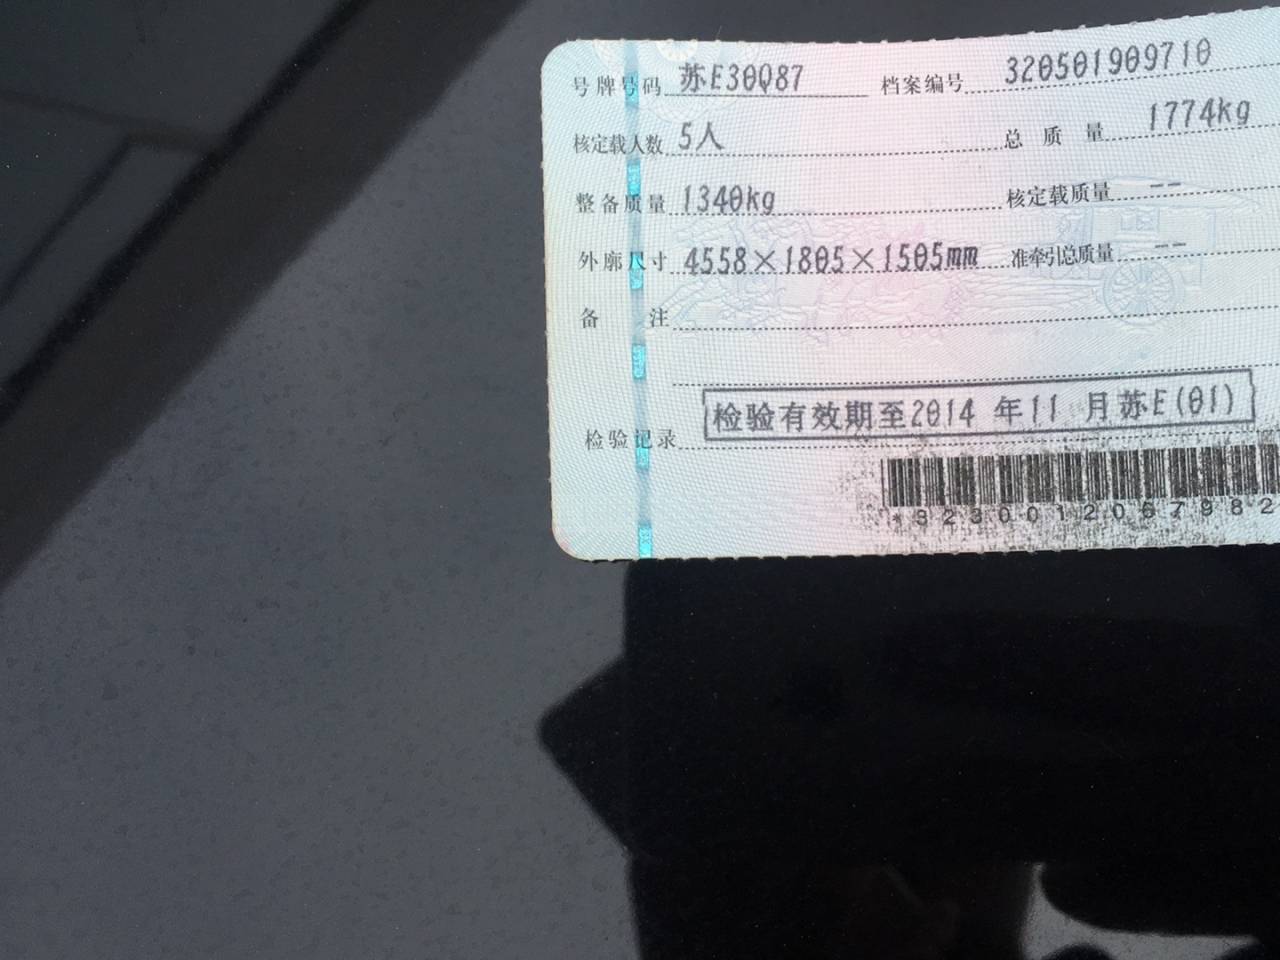 号牌号码 苏E30Q87 档案编号 320501909710
核定载人数 5人 总质量 1774kg
整备质量 1340kg 核定载质量 --
外廓尺寸 4558×1805×1505mm 准牵引总质量 --
备注
检验记录 检验有效期至2014 年11 月苏E(01)
*3230012067982